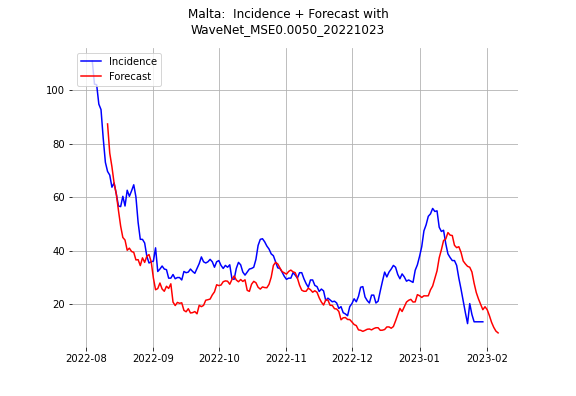 Malta:  Incidence + Forecast with
WaveNet_MSE0.0050_20221023
Incidence
Forecast
100
80
60
40
20
2022-08 2022-09 2022-10 2022-11 2022-12 2023-01 2023-02